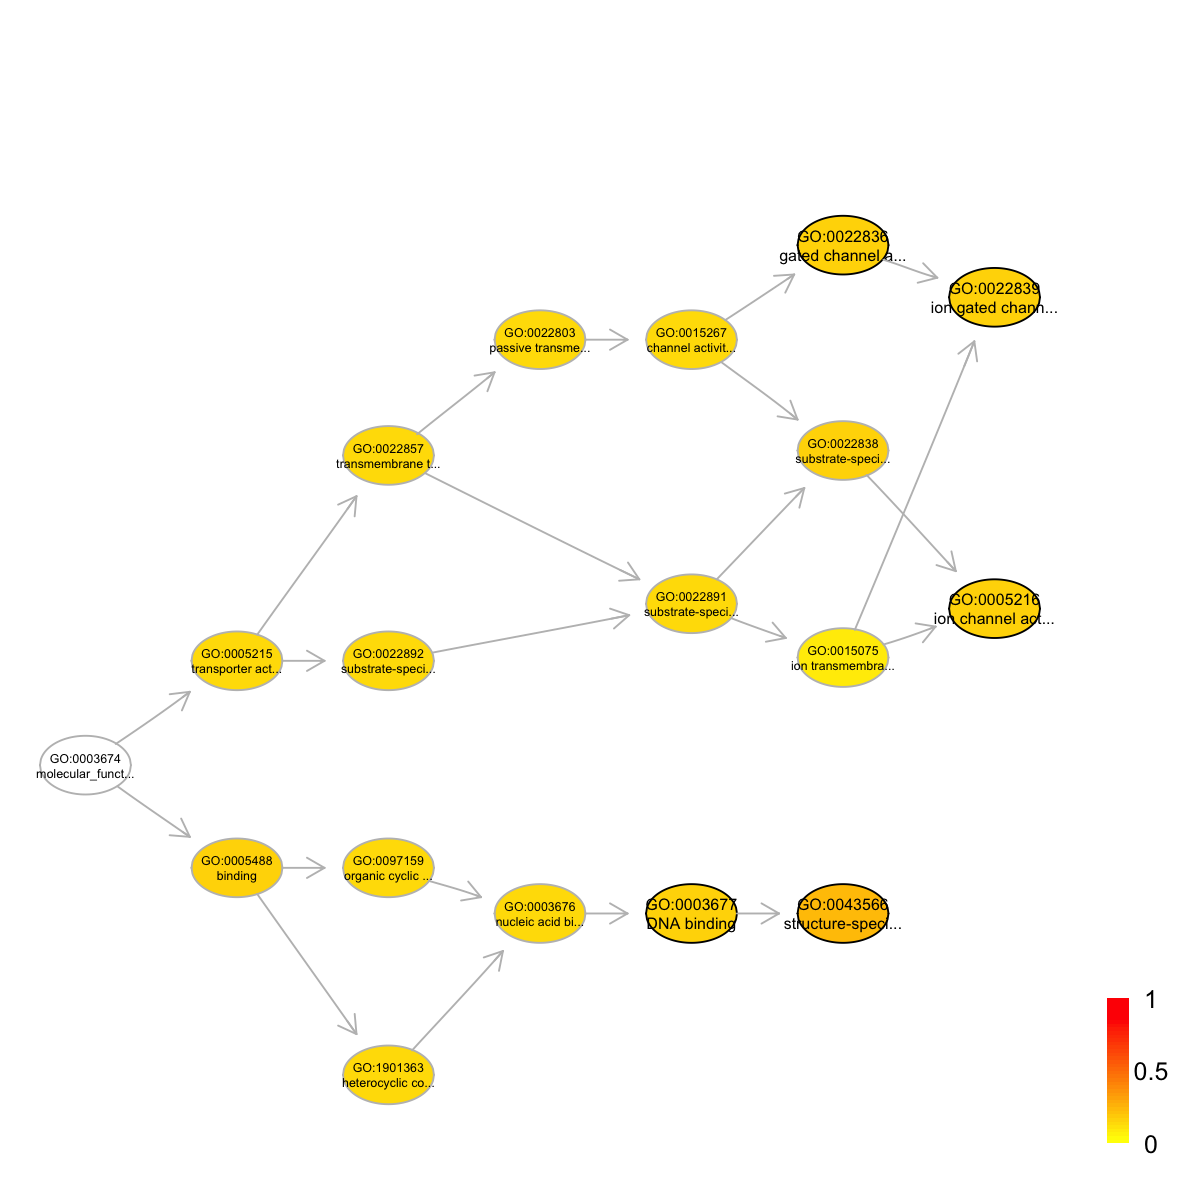 GO:0022836
gated channel a...
GO:0022839
ion gated chann...
GO:0022803
passive transme...
GO:0015267
channel activit...
GO:0022857
transmembrane t...
GO:0022838
substrate-speci...
GO:0022891
substrate-speci...
GO:0005216
ion channel act...
GO:0005215
transporter act...
GO:0022892
substrate-speci...
GO:0015075
ion transmembra...
GO:0003674
molecular_funct...
GO:0005488
binding
GO:0097159
organic cyclic ...
GO:0003676
nucleic acid bi...
GO:0003677
DNA binding
GO:0043566
structure-speci...
GO:1901363
heterocyclic co...
1
0.5
0